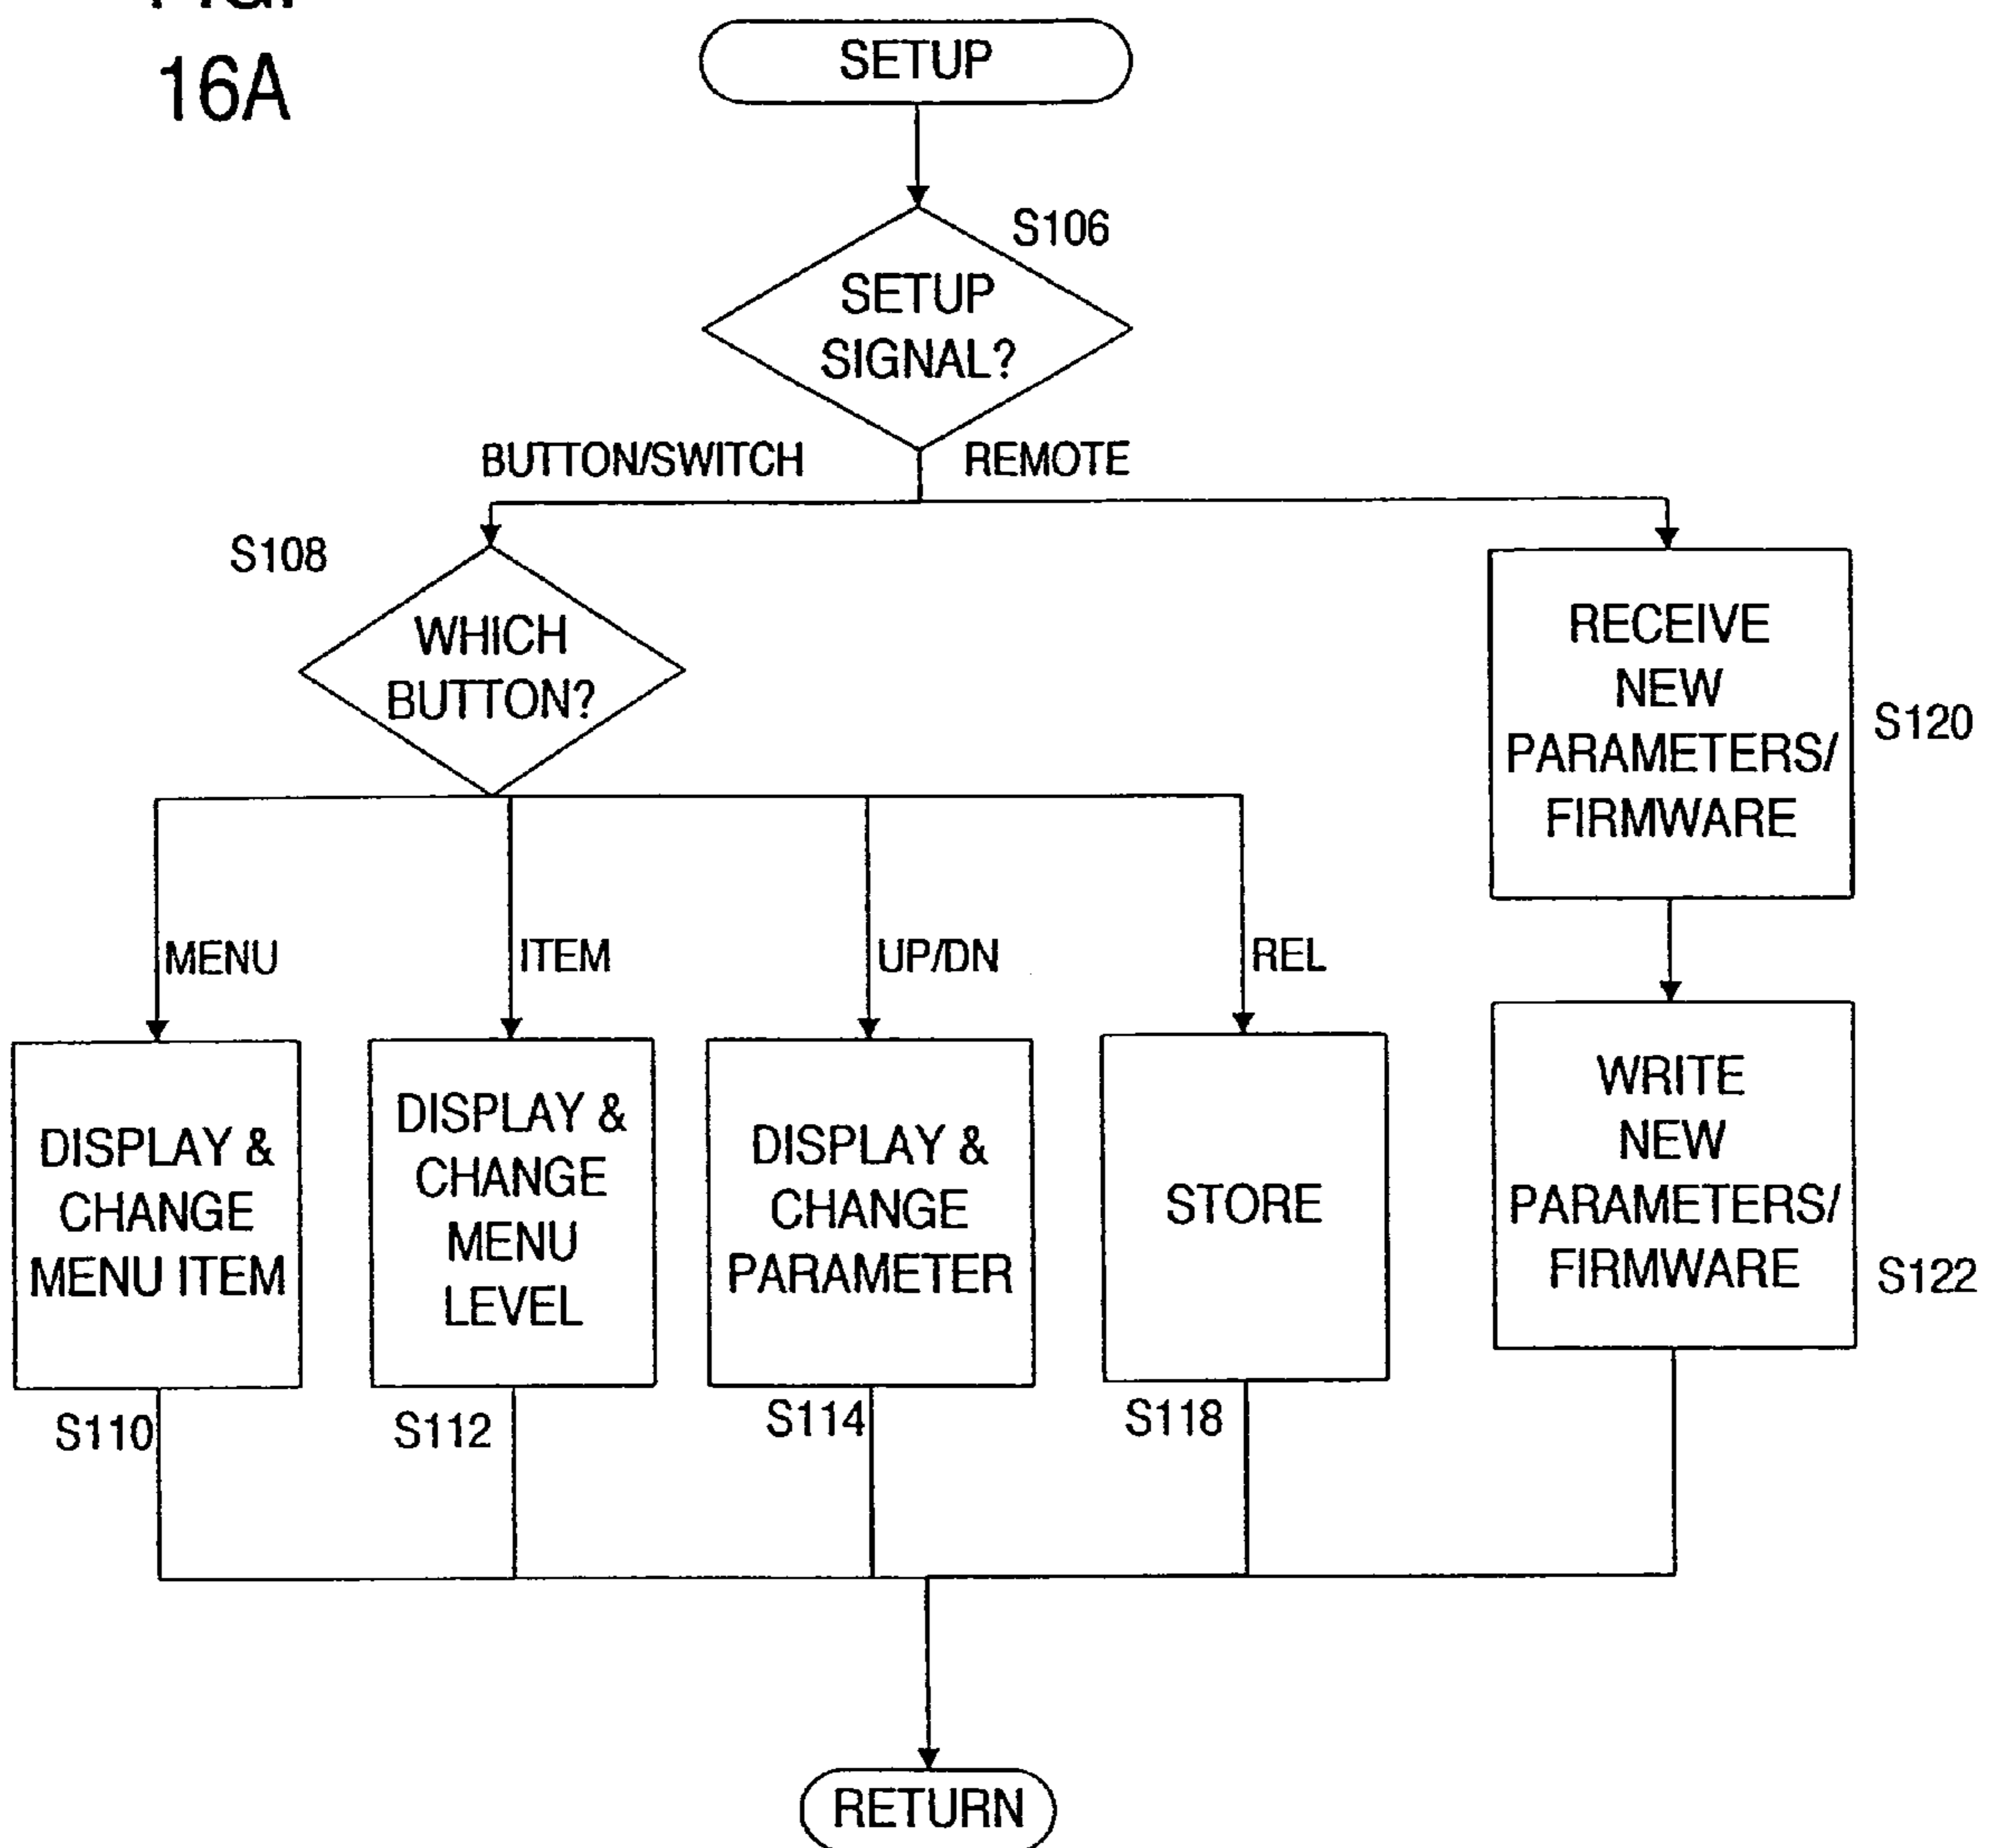 16A
SETUP
S106
SETUP
SIGNAL?
BUTTON/SWITCH
REMOTE
S108
WHICH
BUTTON?
RECEIVE
NEW
PARAMETERS/
FIRMWARE
S120
MENU
ITEM
UP/DN
REL
DISPLAY &
CHANGE
MENU ITEM
DISPLAY &
CHANGE
MENU
LEVEL
DISPLAY &
CHANGE
PARAMETER
STORE
WRITE
NEW
PARAMETERS/
FIRMWARE
S122
S110
S112
S114
S118
RETURN